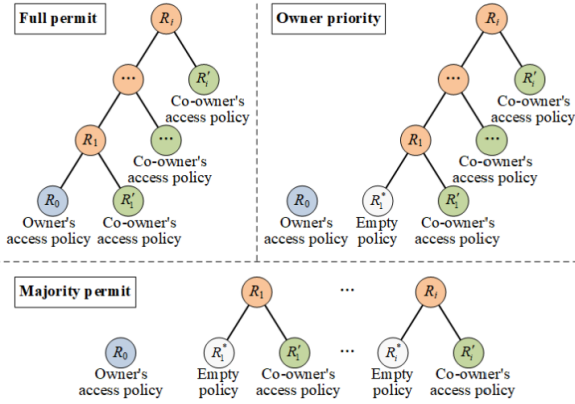 Full permit
R_i
...
R'_i
Co-owner's
access policy
R_1
...
Co-owner's
access policy
R_0
R'_1
Owner's
access policy
Co-owner's
access policy
Owner priority
R_i
...
R'_i
Co-owner's
access policy
R_1
...
Co-owner's
access policy
R_0
R*_1
R'_1
Owner's
access policy
Empty
policy
Co-owner's
access policy
Majority permit
R_1
...
R_i
R_0
R*_1
R'_1
...
R*_i
R'_i
Owner's
access policy
Empty
policy
Co-owner's
access policy
Empty
policy
Co-owner's
access policy